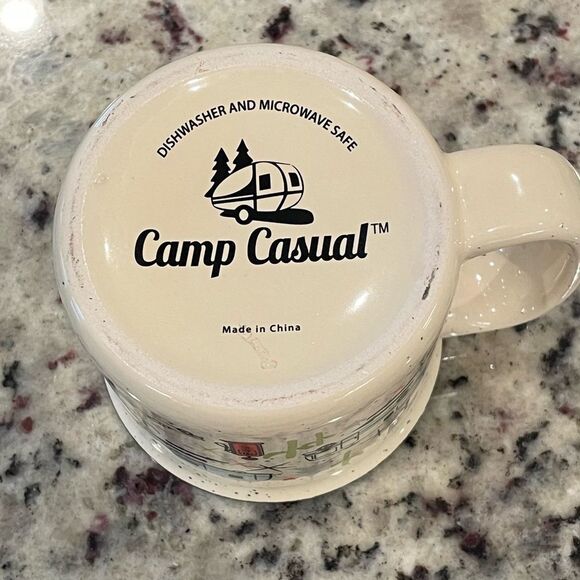 DISHWASHER AND MICROWAVE SAFE
Camp Casual™
Made in China